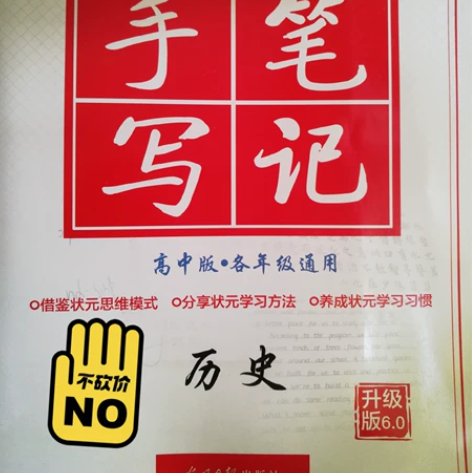 手笔
写记
高中版·各年级通用
借鉴状元思维模式 分享状元学习方法 养成状元学习习惯
不砍价
NO
历史
升级
版6.0